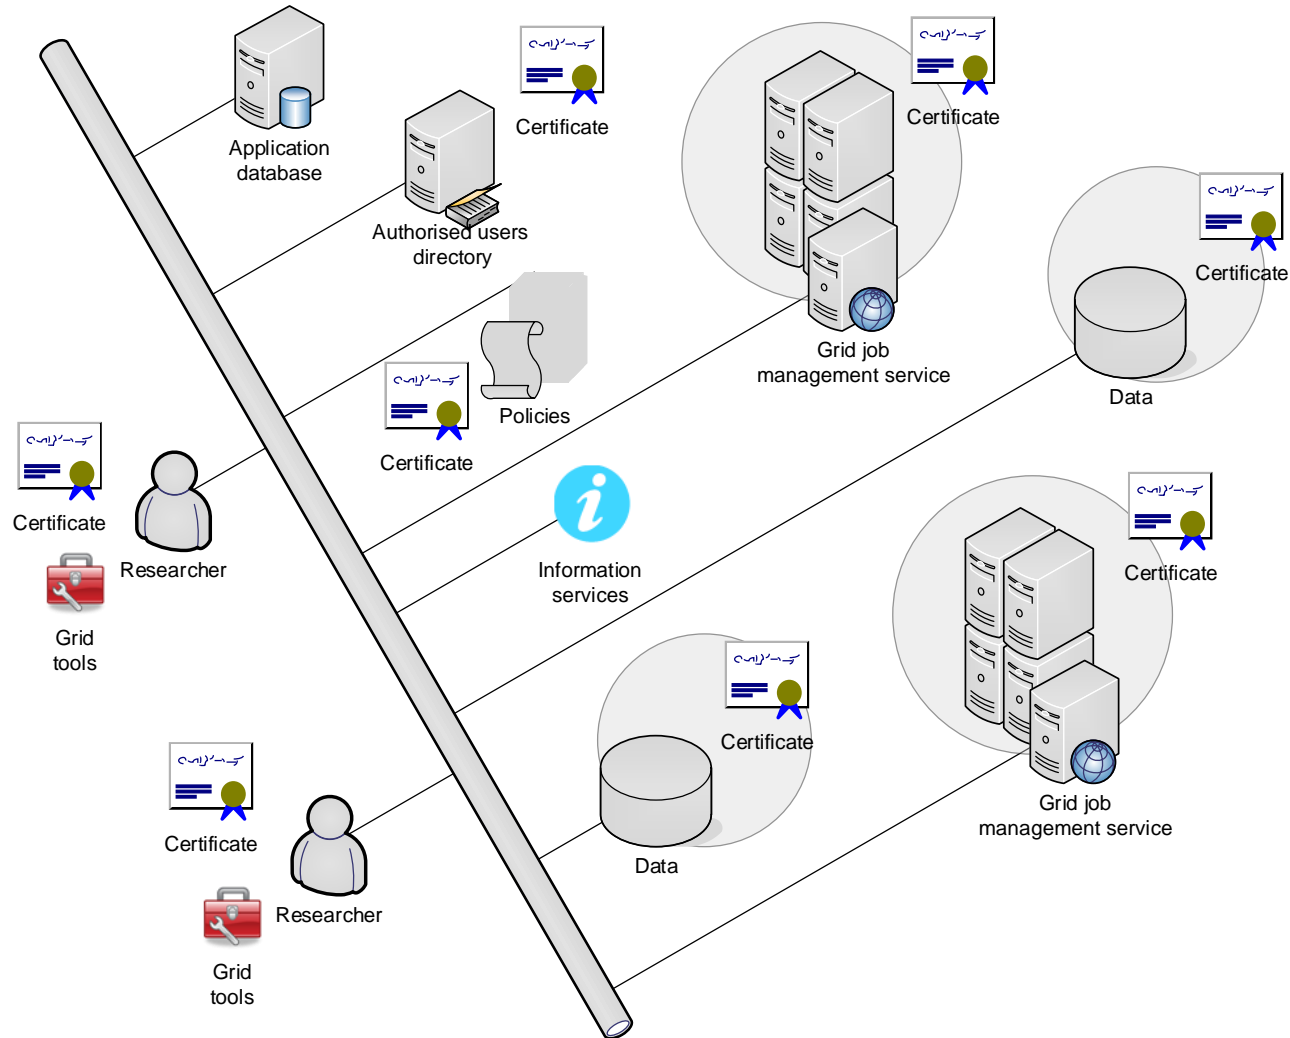 Application
database
Certificate
Authorised users
directory
Certificate
Grid job
management service
Certificate
Data
Policies
Certificate
Certificate
Researcher
Grid
tools
Information
services
Certificate
Grid job
management service
Certificate
Data
Certificate
Researcher
Grid
tools